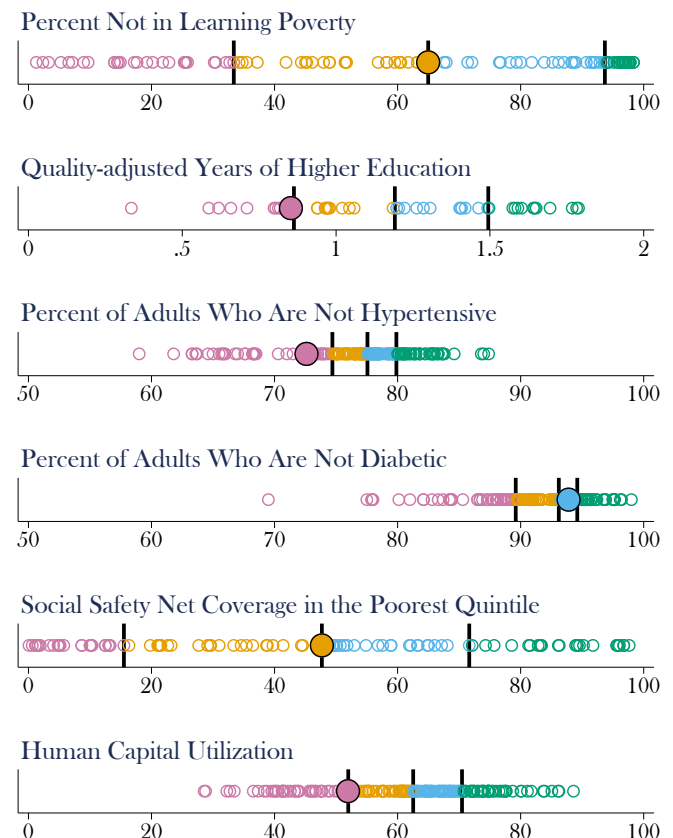 Percent Not in Learning Poverty
0 20 40 60 80 100
Quality-adjusted Years of Higher Education
0 .5 1 1.5 2
Percent of Adults Who Are Not Hypertensive
50 60 70 80 90 100
Percent of Adults Who Are Not Diabetic
50 60 70 80 90 100
Social Safety Net Coverage in the Poorest Quintile
0 20 40 60 80 100
Human Capital Utilization
0 20 40 60 80 100